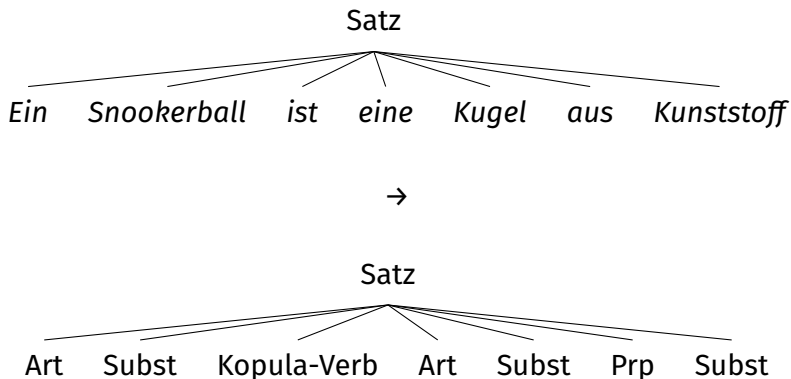 Satz
Ein Snookerball ist eine Kugel aus Kunststoff
→
Satz
Art Subst Kopula-Verb Art Subst Prp Subst